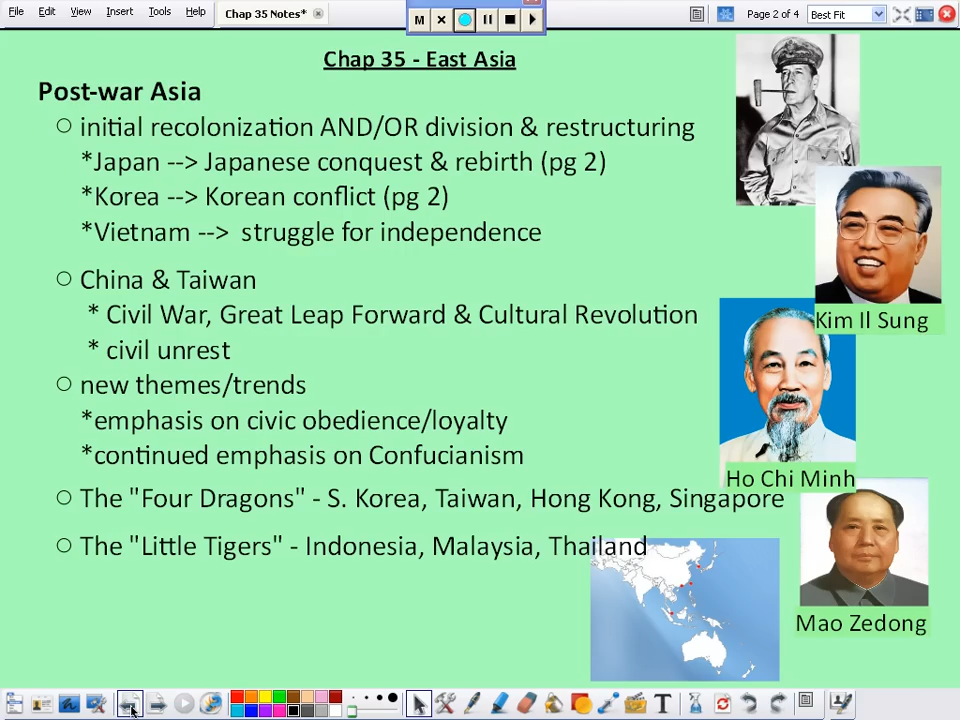 File Edit View Insert Tools Help
Chap 35 Notes*
M
Page 2 of 4
Best Fit
Chap 35 - East Asia
Post-war Asia
initial recolonization AND/OR division & restructuring
*Japan --> Japanese conquest & rebirth (pg 2)
*Korea --> Korean conflict (pg 2)
*Vietnam --> struggle for independence
China & Taiwan
* Civil War, Great Leap Forward & Cultural Revolution
* civil unrest
new themes/trends
*emphasis on civic obedience/loyalty
*continued emphasis on Confucianism
The "Four Dragons" - S. Korea, Taiwan, Hong Kong, Singapore
The "Little Tigers" - Indonesia, Malaysia, Thailand
Kim Il Sung
Ho Chi Minh
Mao Zedong
T